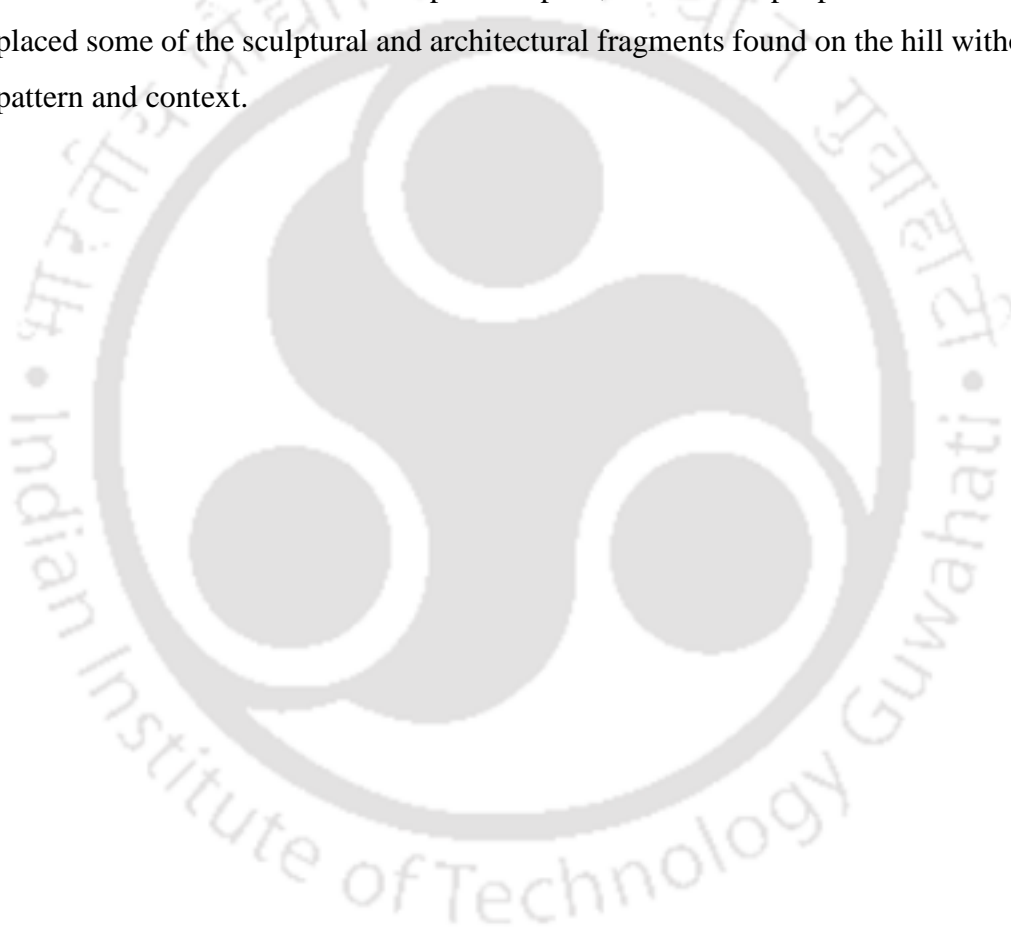 placed some of the sculptural and architectural fragments found on the hill
pattern and context.
भारतीय प्रौद्योगिकी संस्थान गुवाहाटी
• Indian Institute of Technology Guwahati •